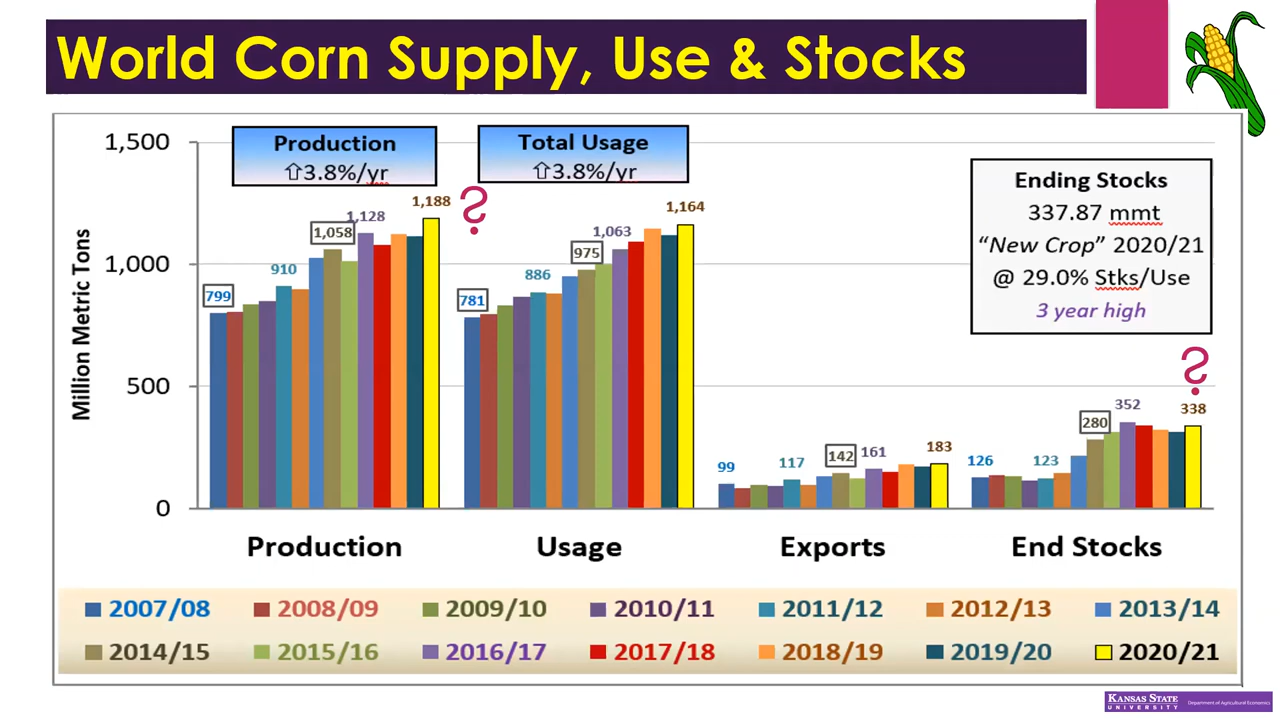 World Corn Supply, Use & Stocks
Production
⇧3.8%/yr
Total Usage
⇧3.8%/yr
Ending Stocks
337.87 mmt
“New Crop” 2020/21
@ 29.0% Stks/Use
3 year high
?
?
Million Metric Tons
1,500
1,000
500
0
799
910
1,058
1,128
1,188
781
886
975
1,063
1,164
99
117
142
161
183
126
123
280
352
338
Production
Usage
Exports
End Stocks
2007/08
2008/09
2009/10
2010/11
2011/12
2012/13
2013/14
2014/15
2015/16
2016/17
2017/18
2018/19
2019/20
2020/21
KANSAS STATE
UNIVERSITY
Department of Agricultural Economics